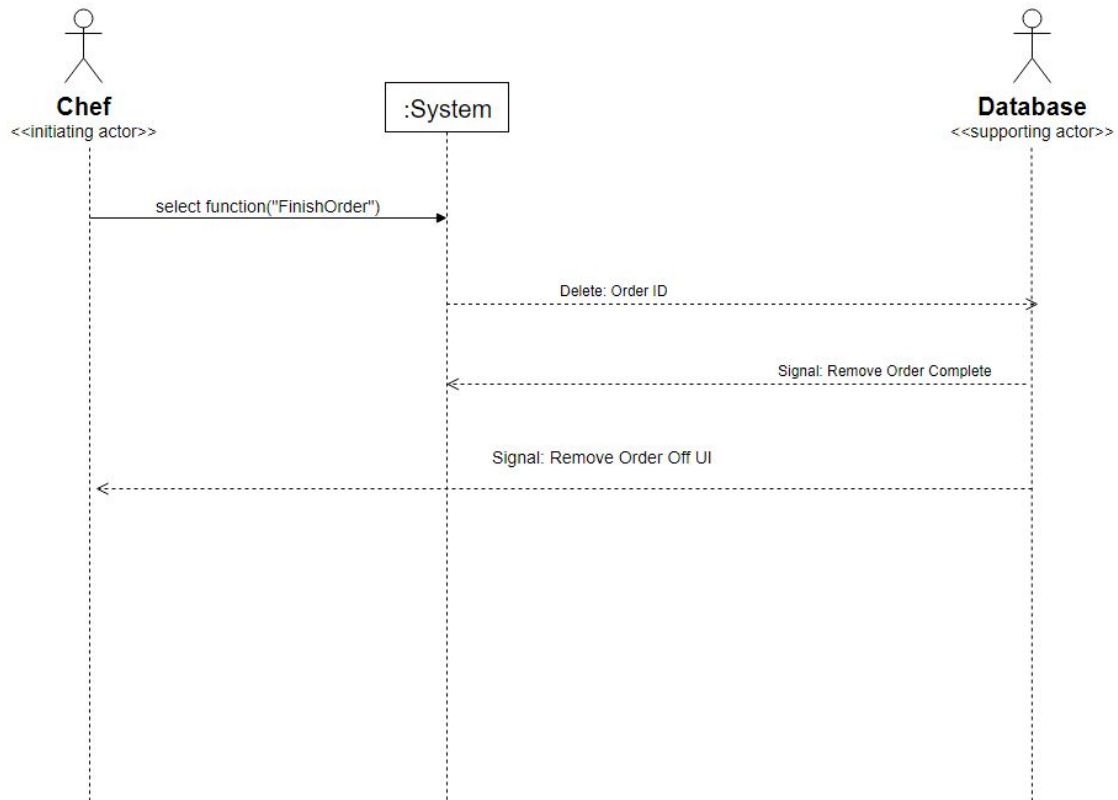 Chef
<<initiating actor>>
:System
Database
<<supporting actor>>
select function("FinishOrder")
Delete: Order ID
Signal: Remove Order Complete
Signal: Remove Order Off UI